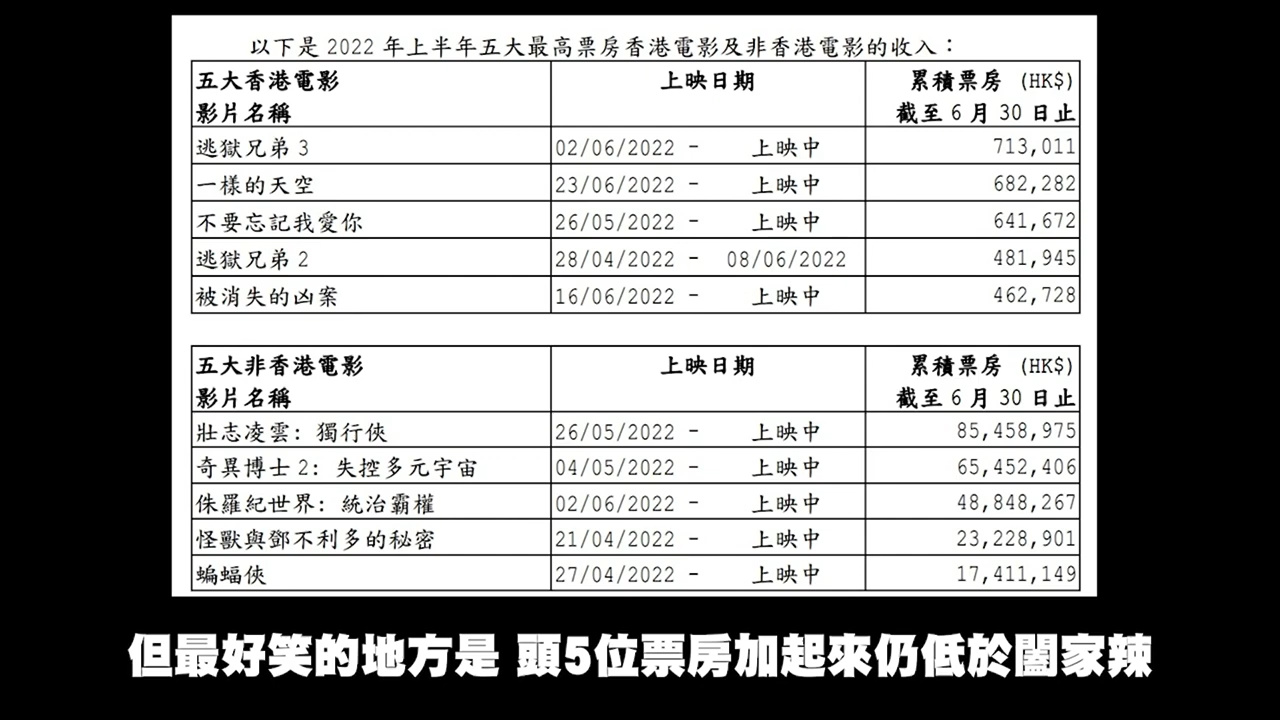 以下是 2022 年上半年五大最高票房香港電影及非香港電影的收入：
五大香港電影 上映日期 累積票房 (HK$)
影片名稱 截至 6 月 30 日止
逃獄兄弟 3 02/06/2022 - 上映中 713,011
一樣的天空 23/06/2022 - 上映中 682,282
不要忘記我愛你 26/05/2022 - 上映中 641,672
逃獄兄弟 2 28/04/2022 - 08/06/2022 481,945
被消失的凶案 16/06/2022 - 上映中 462,728
五大非香港電影 上映日期 累積票房 (HK$)
影片名稱 截至 6 月 30 日止
壯志凌雲: 獨行俠 26/05/2022 - 上映中 85,458,975
奇異博士 2: 失控多元宇宙 04/05/2022 - 上映中 65,452,406
侏羅紀世界: 統治霸權 02/06/2022 - 上映中 48,848,267
怪獸與鄧不利多的秘密 21/04/2022 - 上映中 23,228,901
蝙蝠俠 27/04/2022 - 上映中 17,411,149
但最好笑的地方是 頭5位票房加起來仍低於闔家辣